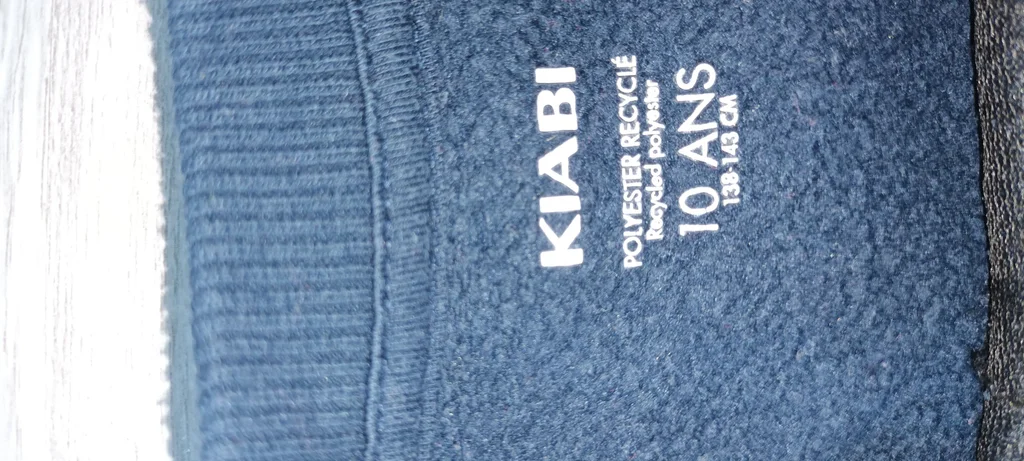 KIABI
POLYESTER RECYCLÉ
Recycled polyester
10 ANS
138-143 CM